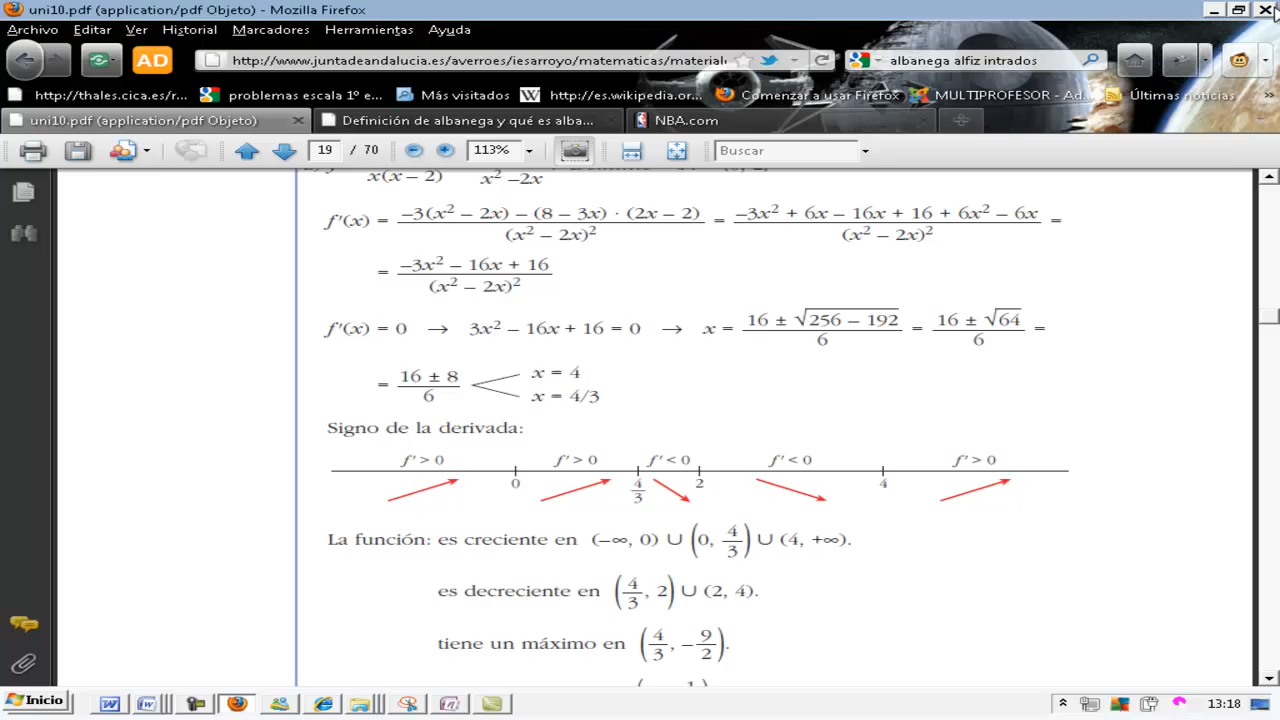 uni10.pdf (application/pdf Objeto) - Mozilla Firefox
Archivo Editar Ver Historial Marcadores Herramientas Ayuda
AD http://www.juntadeandalucia.es/averroes/iesarroyo/matematicas/material albanega alfiz intrados
http://thales.cica.es/r... problemas escala 1º e... Más visitados http://es.wikipedia.or... Comenzar a usar Firefox MULTIPROFESOR - Ad... Últimas noticias »
uni10.pdf (application/pdf Objeto) Definición de albanega y qué es alba... NBA.com
19 / 70 113% Buscar
x(x − 2) x² −2x
f'(x) = −3(x² − 2x) − (8 − 3x) · (2x − 2) / (x² − 2x)² = −3x² + 6x − 16x + 16 + 6x² − 6x / (x² − 2x)² =
= −3x² − 16x + 16 / (x² − 2x)²
f'(x) = 0 → 3x² − 16x + 16 = 0 → x = 16 ± √256 − 192 / 6 = 16 ± √64 / 6 =
= 16 ± 8 / 6 x = 4
x = 4/3
Signo de la derivada:
f' > 0 f' > 0 f' < 0 f' < 0 f' > 0
0 4/3 2 4
La función: es creciente en (−∞, 0) ∪ (0, 4/3) ∪ (4, +∞).
es decreciente en (4/3, 2) ∪ (2, 4).
tiene un máximo en (4/3, −9/2).
Inicio 13:18